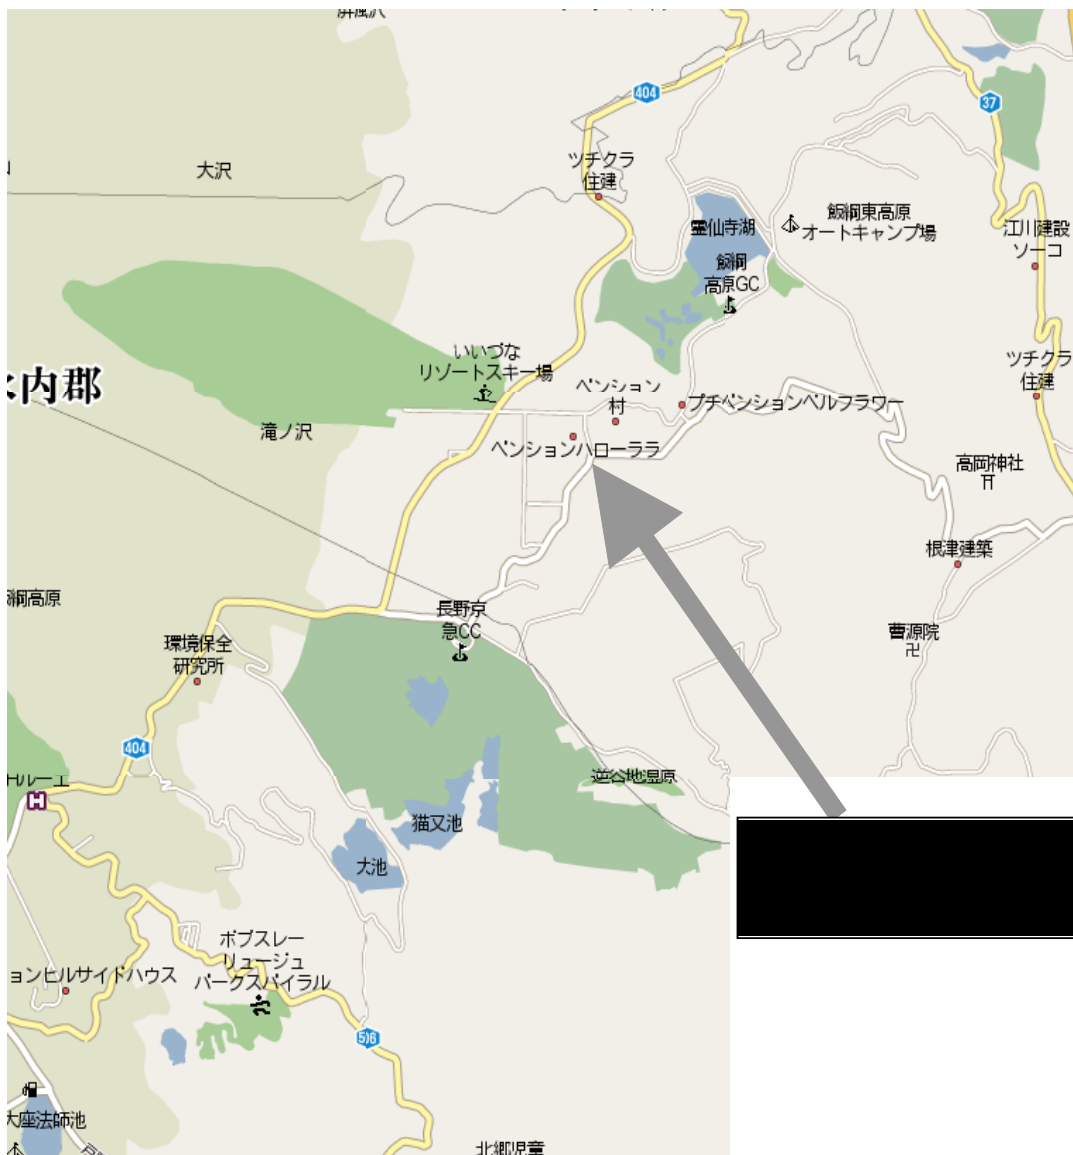 屏風沢
404
37
ツチクラ
住建
大沢
霊仙寺湖
飯綱東高原
オートキャンプ場
江川建設
ソーコ
飯綱
高原GC
いいづな
リゾートスキー場
ペンション
村
プチペンションベルフラワー
ツチクラ
住建
内郡
滝ノ沢
ペンションハローララ
高岡神社
根津建築
綱高原
長野京
急CC
環境保全
研究所
曹源院
卍
404
逆谷地湿原
H
猫又池
大池
ボブスレー
リュージュ
パークスパイラル
ョンヒルサイドハウス
506
大座法師池
北郷児童